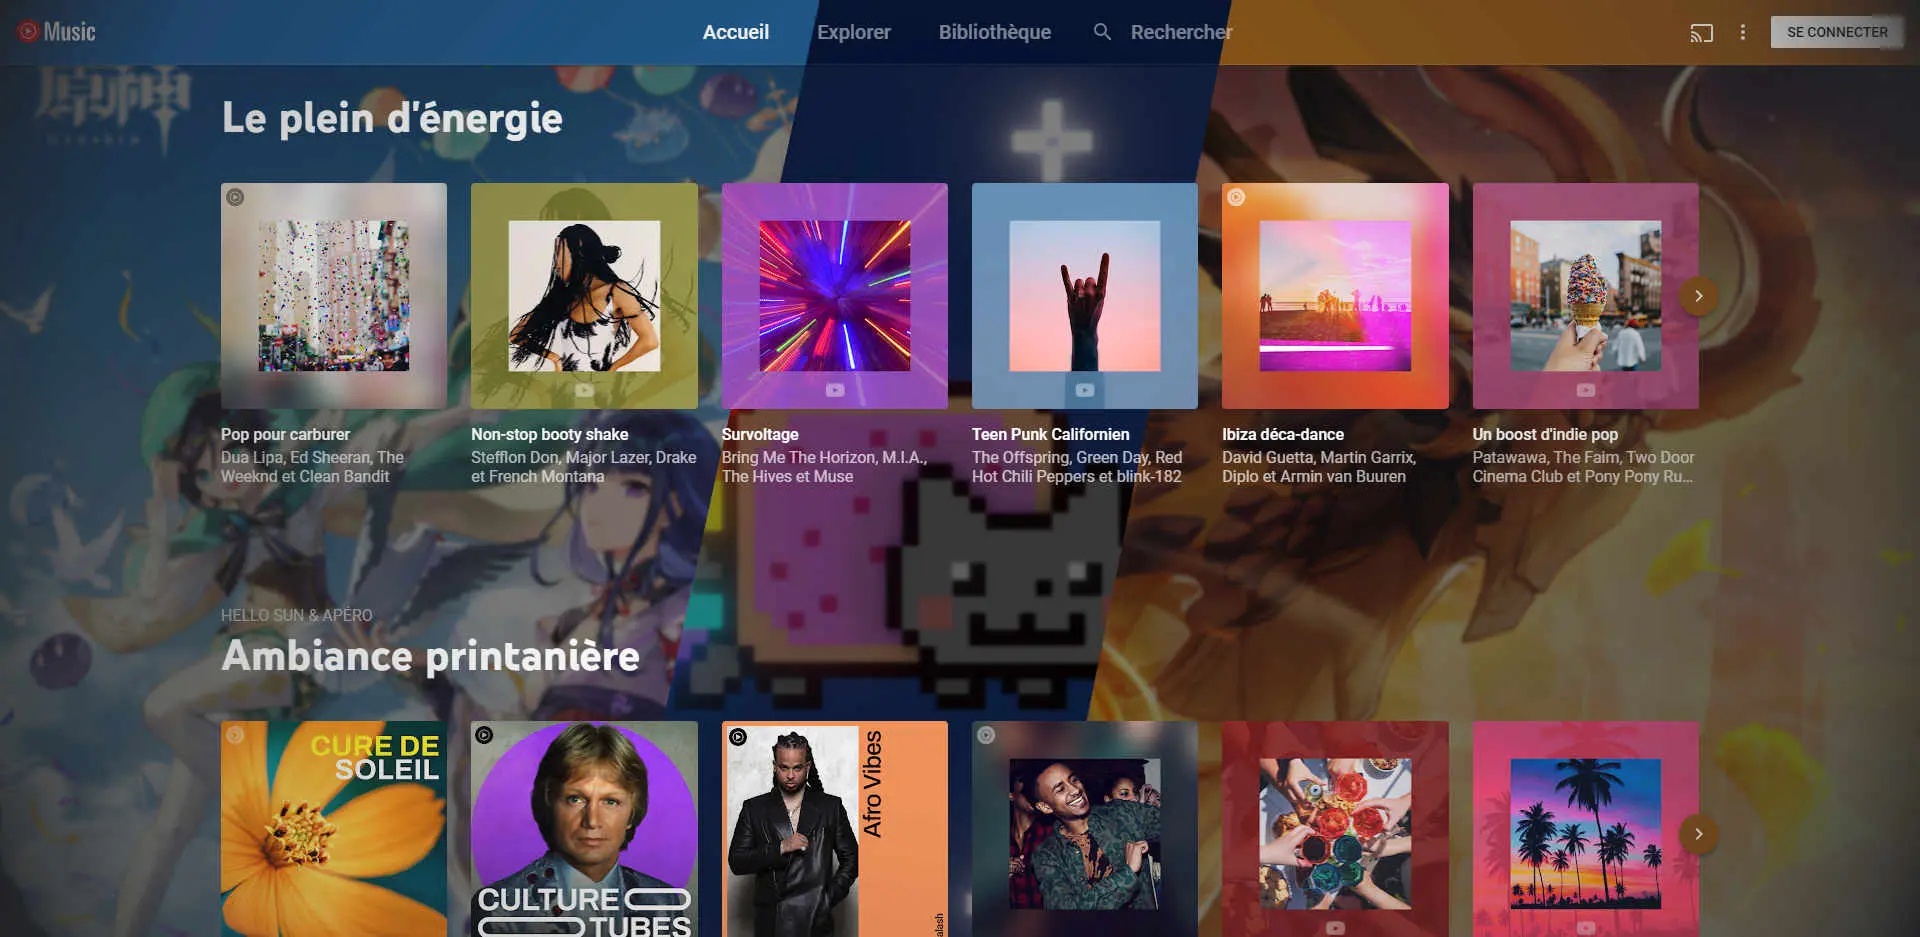 Music
Accueil
Explorer
Bibliothèque
Rechercher
SE CONNECTER
原神
Le plein d'énergie
Pop pour carburer
Dua Lipa, Ed Sheeran, The
Weeknd et Clean Bandit
Non-stop booty shake
Stefflon Don, Major Lazer, Drake
et French Montana
Survoltage
Bring Me The Horizon, M.I.A.,
The Hives et Muse
Teen Punk Californien
The Offspring, Green Day, Red
Hot Chili Peppers et blink-182
Ibiza déca-dance
David Guetta, Martin Garrix,
Diplo et Armin van Buuren
Un boost d'indie pop
Patawawa, The Faim, Two Door
Cinema Club et Pony Pony Ru...
HELLO SUN & APÉRO
Ambiance printanière
CURE DE
SOLEIL
CULTURE
TUBES
Afro Vibes